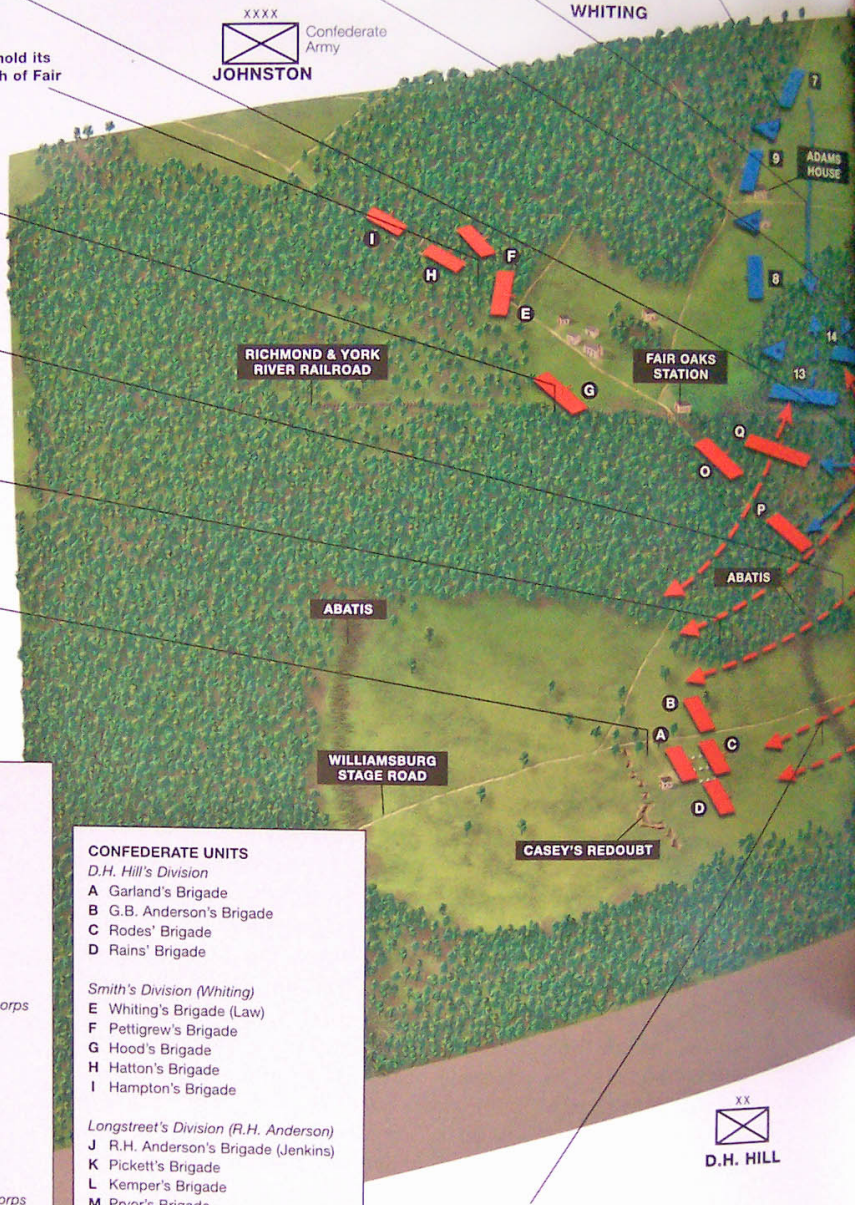 XXXX
Confederate
Army
JOHNSTON
WHITING
hold its
h of Fair
7
9
ADAMS
HOUSE
8
14
13
I
H
F
E
G
RICHMOND & YORK
RIVER RAILROAD
FAIR OAKS
STATION
Q
O
P
ABATIS
ABATIS
B
A
C
D
WILLIAMSBURG
STAGE ROAD
CASEY'S REDOUBT
CONFEDERATE UNITS
D.H. Hill's Division
A Garland's Brigade
B G.B. Anderson's Brigade
C Rodes' Brigade
D Rains' Brigade
Smith's Division (Whiting)
E Whiting's Brigade (Law)
F Pettigrew's Brigade
G Hood's Brigade
H Hatton's Brigade
I Hampton's Brigade
Longstreet's Division (R.H. Anderson)
J R.H. Anderson's Brigade (Jenkins)
K Pickett's Brigade
L Kemper's Brigade
M Pryor's Brigade
orps
orps
XX
D.H. HILL